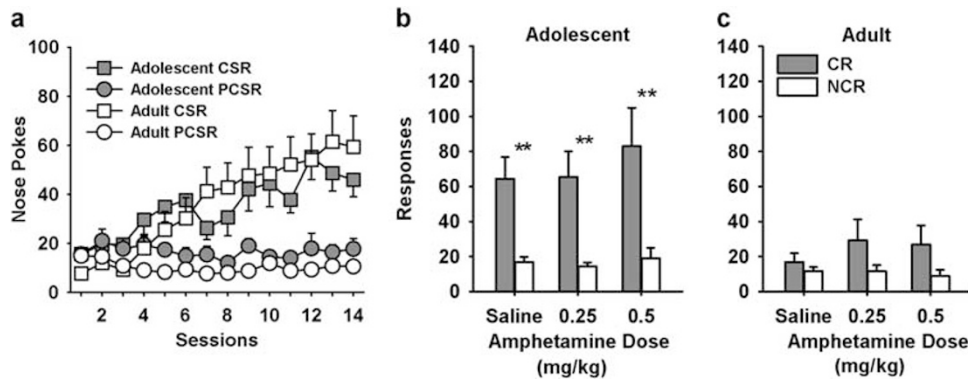 a
100
80
60
40
20
0
Nose Pokes
Adolescent CSR
Adolescent PCSR
Adult CSR
Adult PCSR
2 4 6 8 10 12 14
Sessions
b
Adolescent
140
120
100
80
60
40
20
0
Responses
**
**
**
Saline 0.25 0.5
Amphetamine Dose
(mg/kg)
c
Adult
140
120
100
80
60
40
20
0
CR
NCR
Saline 0.25 0.5
Amphetamine Dose
(mg/kg)